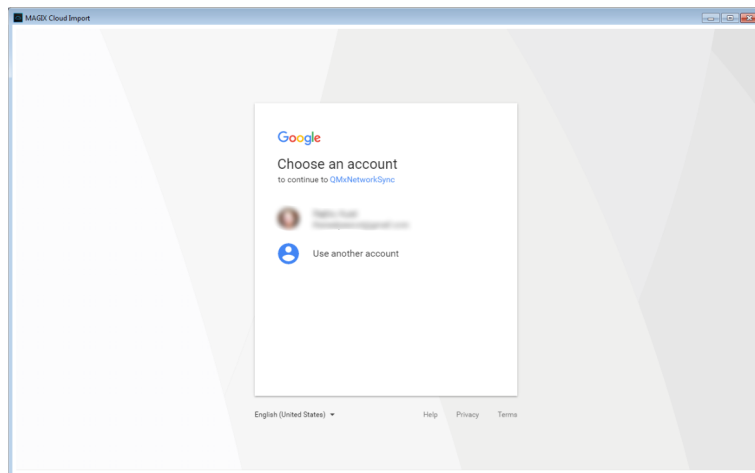 MAGIX Cloud Import
Google
Choose an account
to continue to QMxNetworkSync
Use another account
English (United States)
Help Privacy Terms